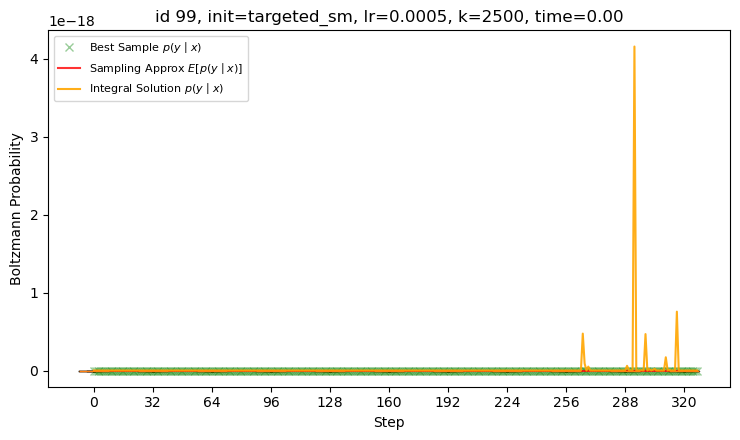 id 99, init=targeted_sm, lr=0.0005, k=2500, time=0.00
1e−18
Best Sample p(y | x)
Sampling Approx E[p(y | x)]
Integral Solution p(y | x)
4
3
2
1
0
Boltzmann Probability
0 32 64 96 128 160 192 224 256 288 320
Step